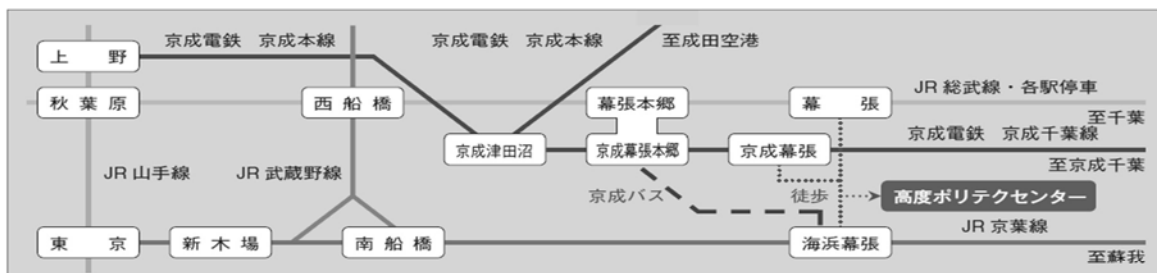 京成電鉄 京成本線
京成電鉄 京成本線
至成田空港
上野
秋葉原
西船橋
幕張本郷
幕張
JR 総武線・各駅停車
至千葉
京成津田沼
京成幕張本郷
京成幕張
京成電鉄 京成千葉線
至京成千葉
JR 山手線
JR 武蔵野線
京成バス
徒歩
高度ポリテクセンター
JR 京葉線
東京
新木場
南船橋
海浜幕張
至蘇我